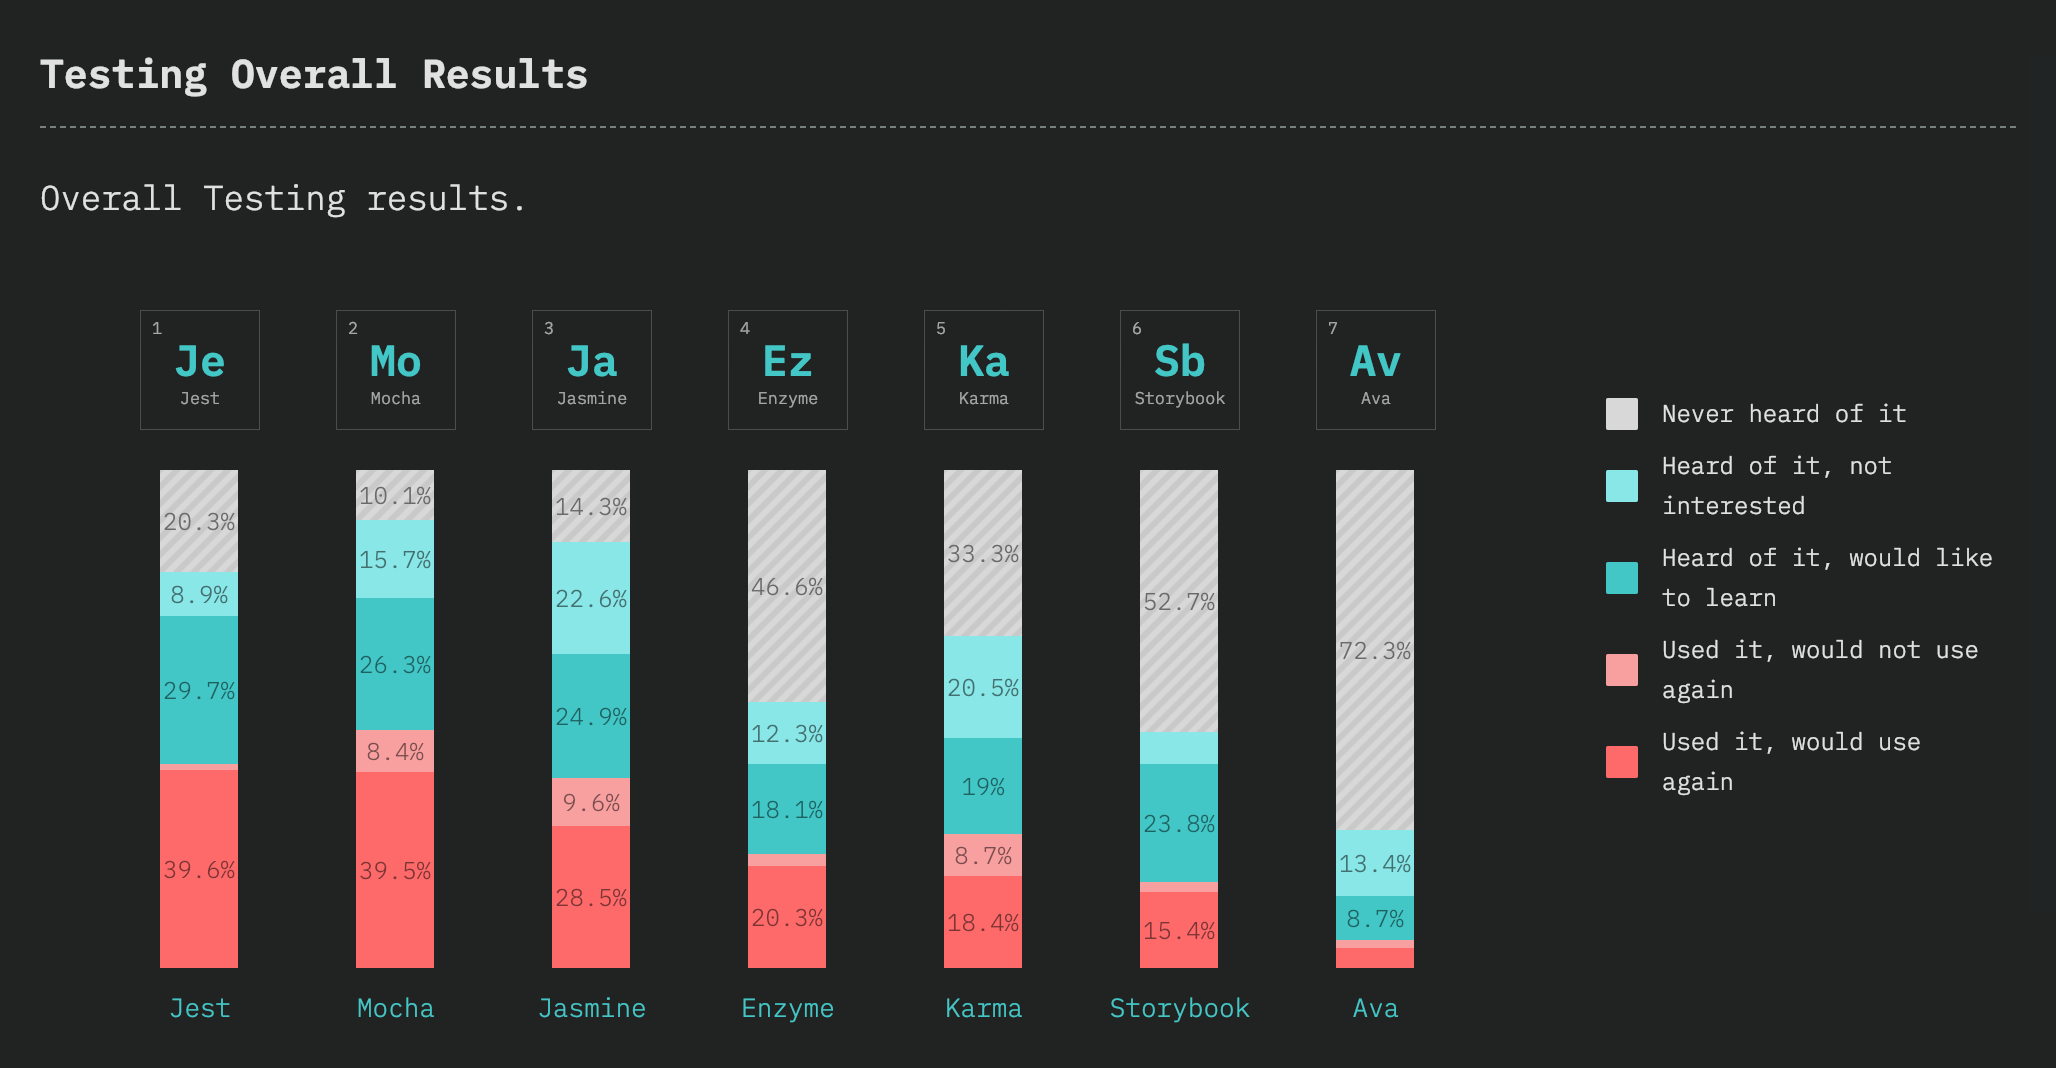 Testing Overall Results
Overall Testing results.
1
Je
Jest
2
Mo
Mocha
3
Ja
Jasmine
4
Ez
Enzyme
5
Ka
Karma
6
Sb
Storybook
7
Av
Ava
20.3%
8.9%
29.7%
39.6%
Jest
10.1%
15.7%
26.3%
8.4%
39.5%
Mocha
14.3%
22.6%
24.9%
9.6%
28.5%
Jasmine
46.6%
12.3%
18.1%
20.3%
Enzyme
33.3%
20.5%
19%
8.7%
18.4%
Karma
52.7%
23.8%
15.4%
Storybook
72.3%
13.4%
8.7%
Ava
Never heard of it
Heard of it, not
interested
Heard of it, would like
to learn
Used it, would not use
again
Used it, would use
again